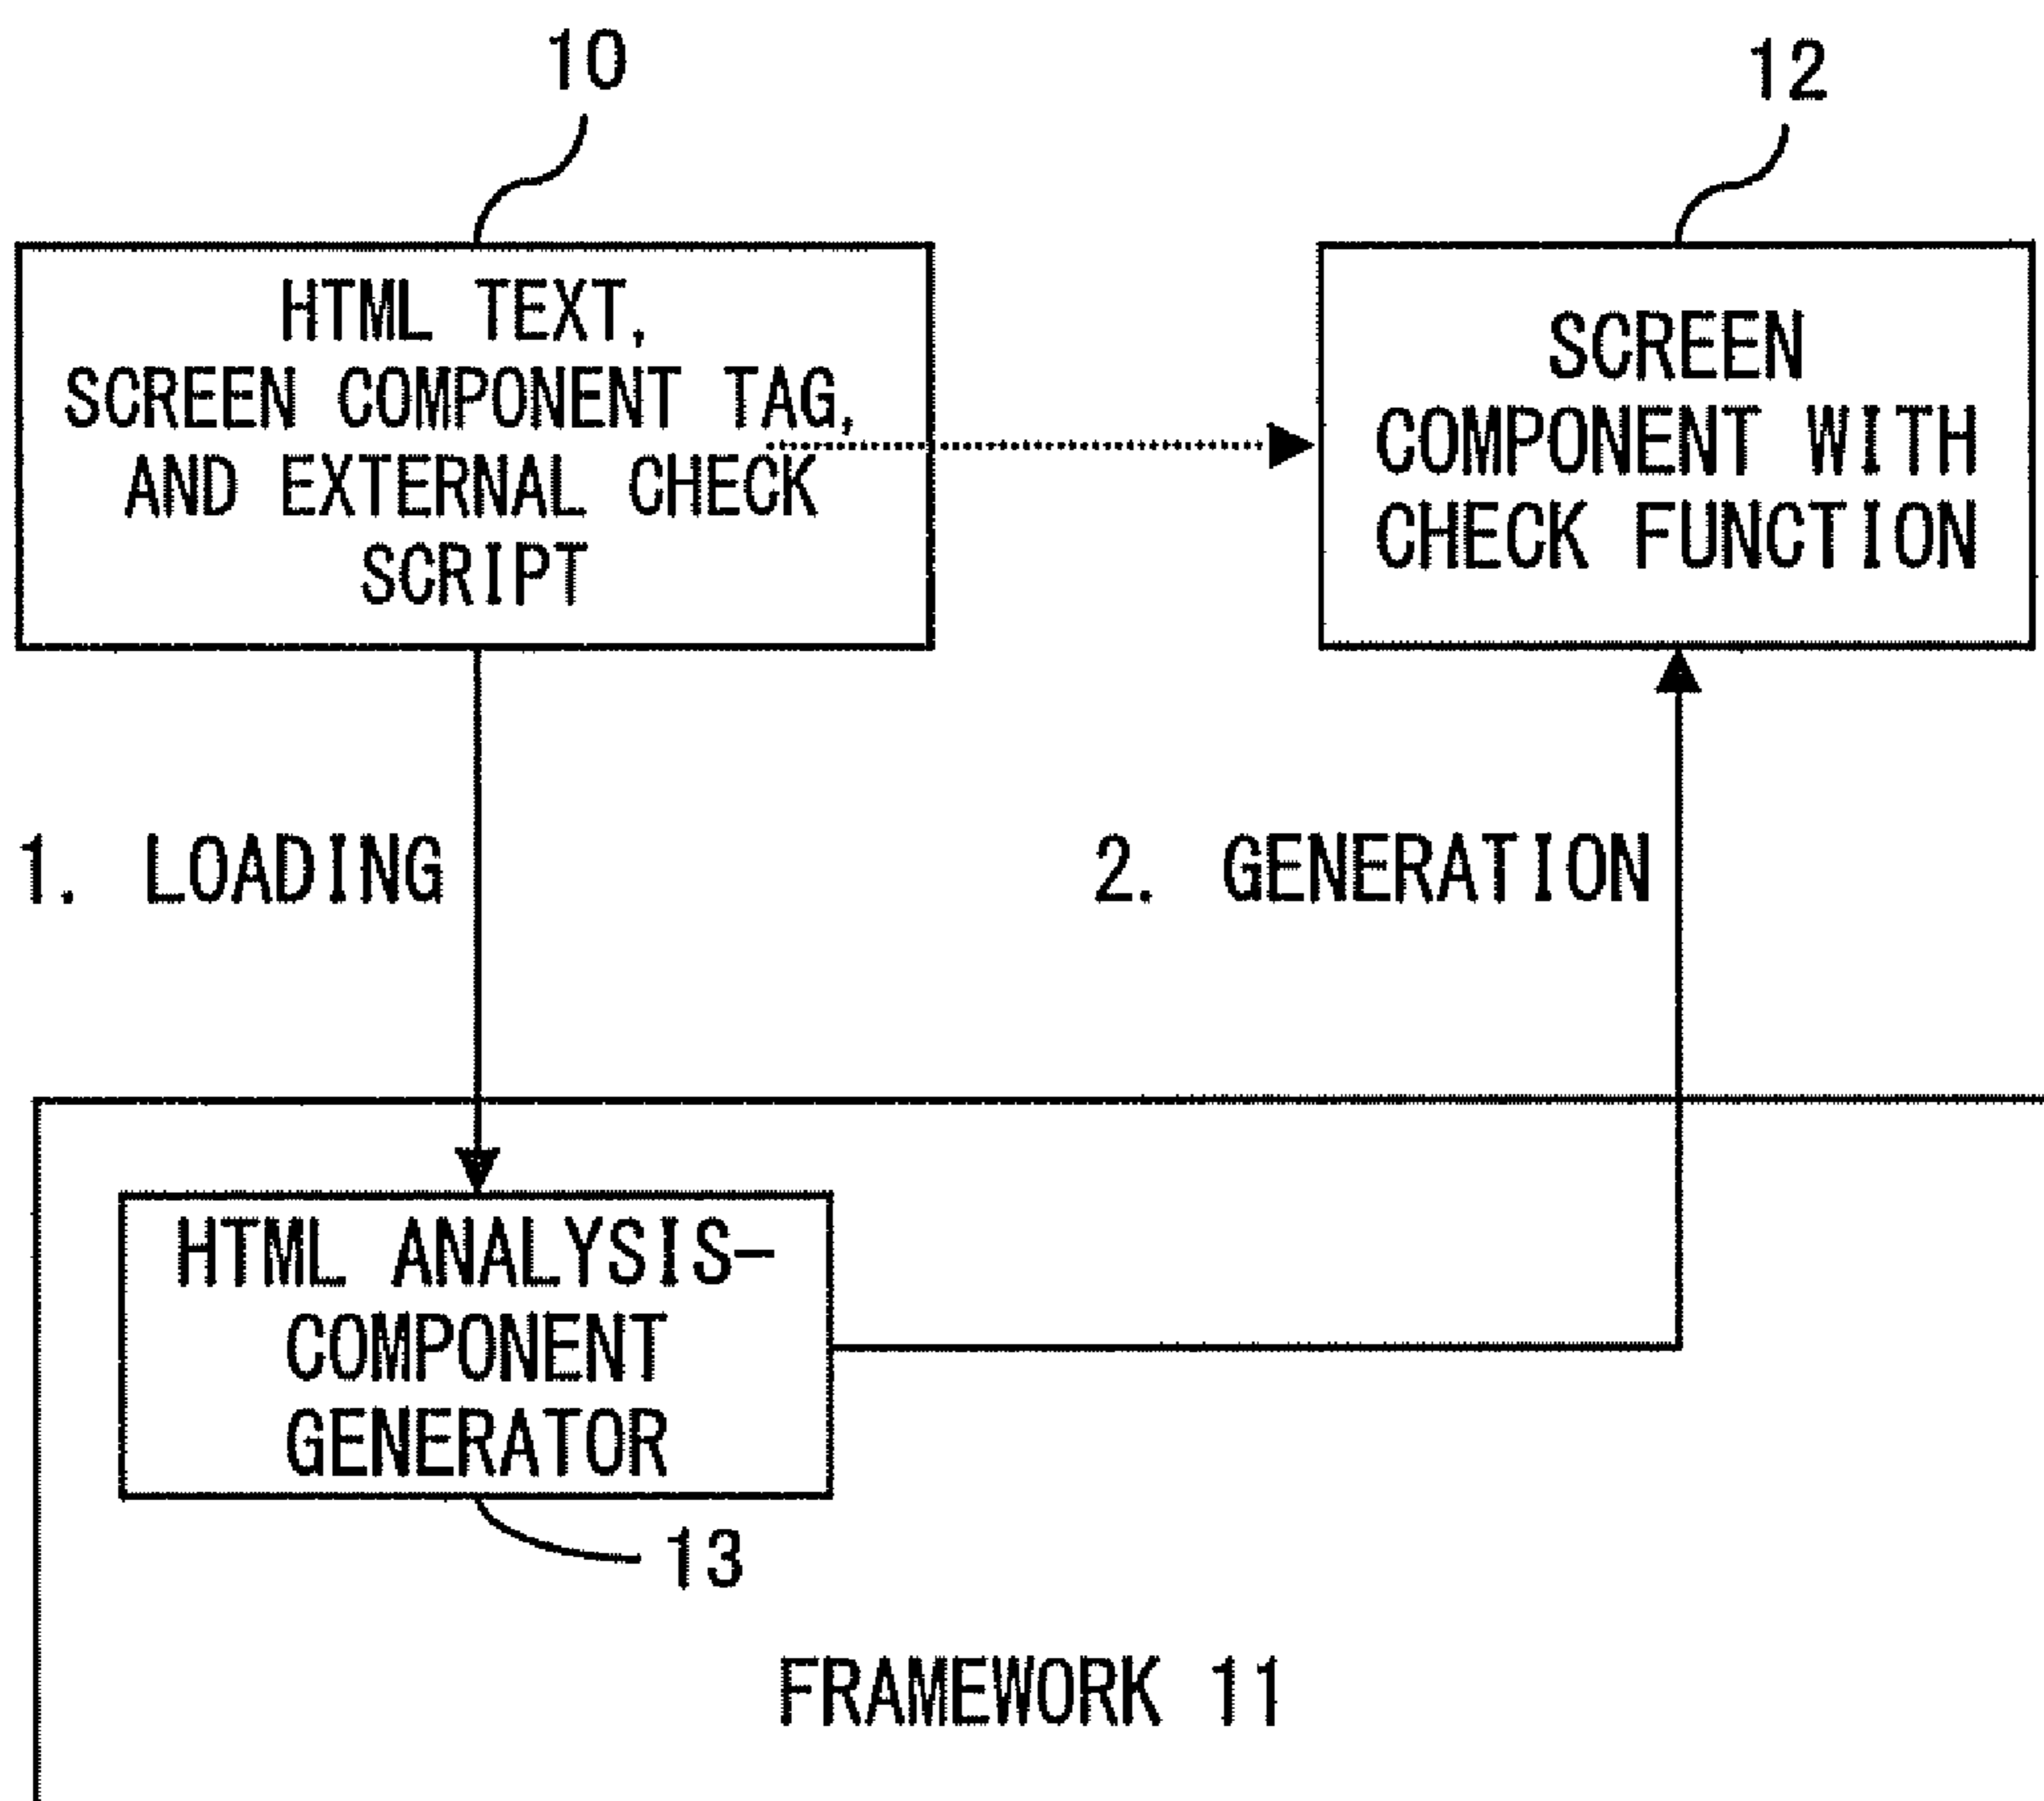 10
12
HTML TEXT,
SCREEN COMPONENT TAG,
AND EXTERNAL CHECK
SCRIPT
SCREEN
COMPONENT WITH
CHECK FUNCTION
1. LOADING
2. GENERATION
HTML ANALYSIS-
COMPONENT
GENERATOR
13
FRAMEWORK 11